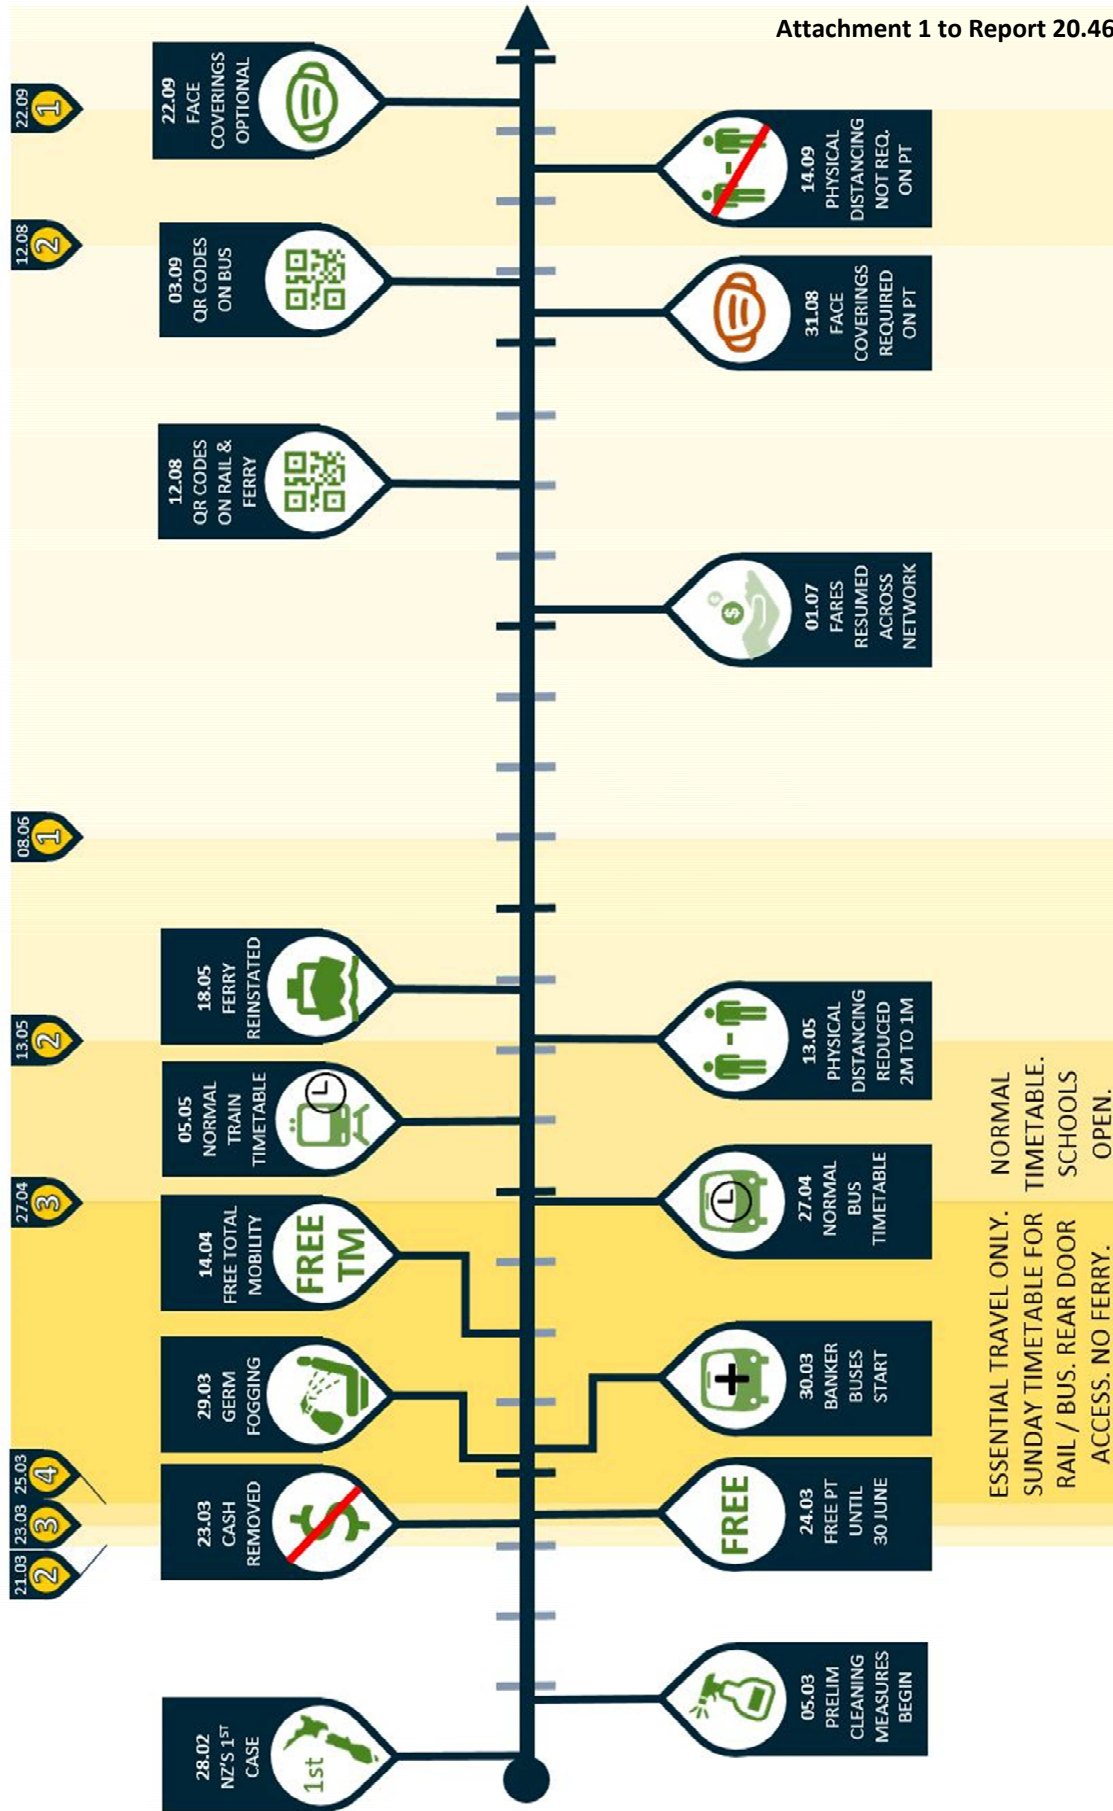 Attachment 1 to Report 20.46
21.03
2
23.03
3
25.03
4
27.04
3
13.05
2
08.06
1
12.08
2
22.09
1
28.02
NZ'S 1ST
CASE
1st
23.03
CASH
REMOVED
$
29.03
GERM
FOGGING
14.04
FREE TOTAL
MOBILITY
FREE
TM
05.05
NORMAL
TRAIN
TIMETABLE
18.05
FERRY
REINSTATED
12.08
QR CODES
ON RAIL &
FERRY
03.09
QR CODES
ON BUS
22.09
FACE
COVERINGS
OPTIONAL
05.03
PRELIM
CLEANING
MEASURES
BEGIN
FREE
24.03
FREE PT
UNTIL
30 JUNE
30.03
BANKER
BUSES
START
27.04
NORMAL
BUS
TIMETABLE
13.05
PHYSICAL
DISTANCING
REDUCED
2M TO 1M
$
01.07
FARES
RESUMED
ACROSS
NETWORK
31.08
FACE
COVERINGS
REQUIRED
ON PT
14.09
PHYSICAL
DISTANCING
NOT REQ.
ON PT
ESSENTIAL TRAVEL ONLY.
SUNDAY TIMETABLE FOR
RAIL / BUS. REAR DOOR
ACCESS. NO FERRY.
NORMAL
TIMETABLE.
SCHOOLS
OPEN.